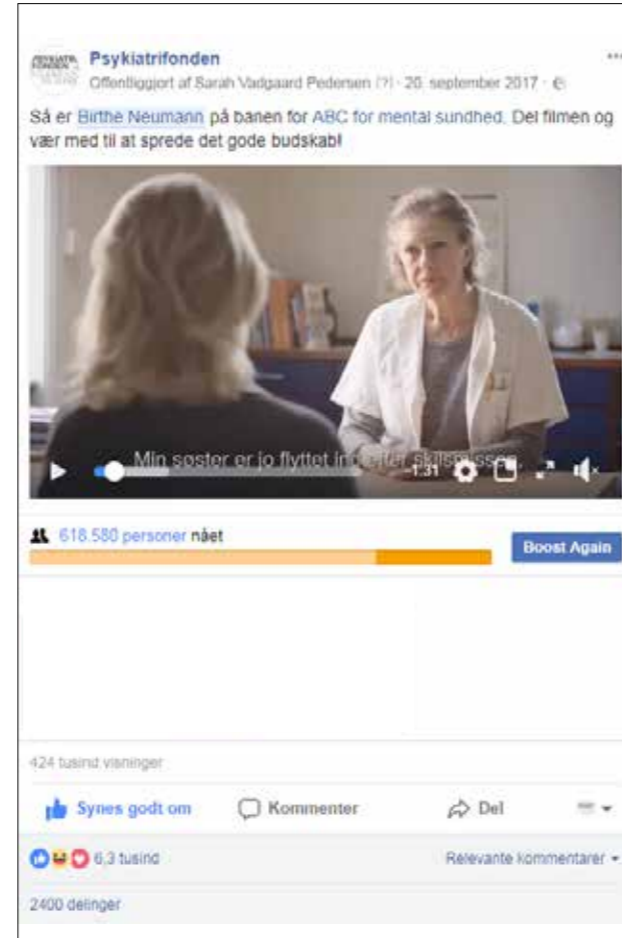 Psykiatrifonden
Offentliggjort af Sarah Vadgaard Pedersen [?] · 20. september 2017 ·
Så er Birthe Neumann på banen for ABC for mental sundhed. Del filmen og
vær med til at sprede det gode budskab!
Min søster er jo flyttet ind efter skilsmissen,
-1:31
618.580 personer nået
Boost Again
424 tusind visninger
Synes godt om
Kommenter
Del
6,3 tusind
Relevante kommentarer
2400 delinger